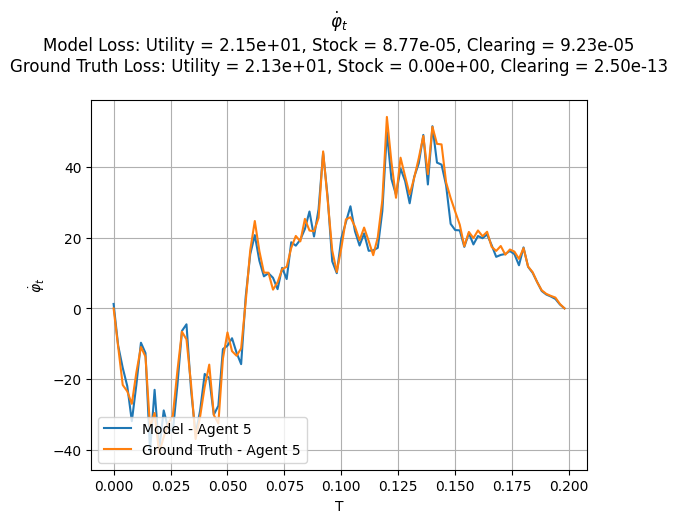 φ̇ₜ
Model Loss: Utility = 2.15e+01, Stock = 8.77e-05, Clearing = 9.23e-05
Ground Truth Loss: Utility = 2.13e+01, Stock = 0.00e+00, Clearing = 2.50e-13
φ̇ₜ
40
20
0
−20
−40
Model - Agent 5
Ground Truth - Agent 5
0.000 0.025 0.050 0.075 0.100 0.125 0.150 0.175 0.200
T